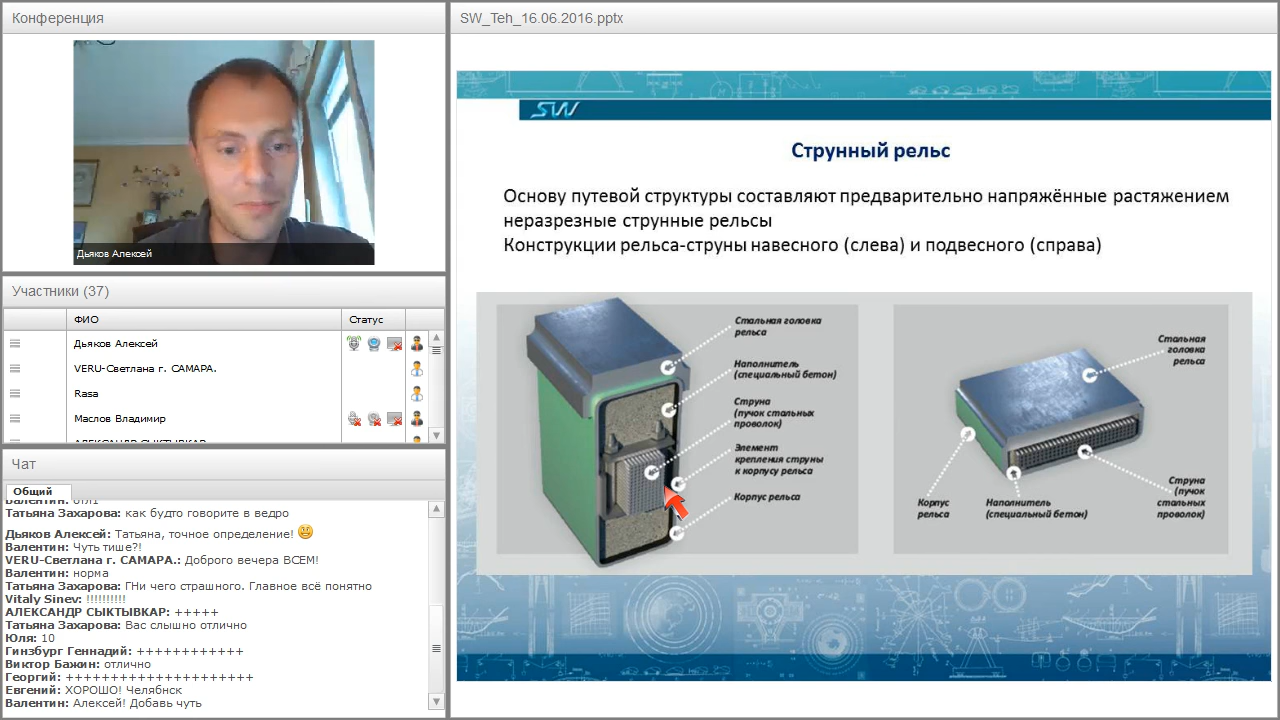 Конференция
Дьяков Алексей
Участники (37)
ФИО
Статус
Дьяков Алексей
VERU-Светлана г. САМАРА.
Rasa
Маслов Владимир
АЛЕКСАНДР СЫКТЫВКАР
Чат
Общий
Валентин: отл1
Татьяна Захарова: как будто говорите в ведро
Дьяков Алексей: Татьяна, точное определение!
Валентин: Чуть тише?!
VERU-Светлана г. САМАРА.: Доброго вечера ВСЕМ!
Валентин: норма
Татьяна Захарова: ГНи чего страшного. Главное всё понятно
Vitaly Sinev: !!!!!!!!!!
АЛЕКСАНДР СЫКТЫВКАР: +++++
Татьяна Захарова: Вас слышно отлично
Юля: 10
Гинзбург Геннадий: ++++++++++++
Виктор Бажин: отлично
Георгий: +++++++++++++++++++++
Евгений: ХОРОШО! Челябнск
Валентин: Алексей! Добавь чуть
SW_Teh_16.06.2016.pptx
SW
Струнный рельс
Основу путевой структуры составляют предварительно напряжённые растяжением
неразрезные струнные рельсы
Конструкции рельса-струны навесного (слева) и подвесного (справа)
Стальная головка
рельса
Наполнитель
(специальный бетон)
Струна
(пучок стальных
проволок)
Элемент
крепления струны
к корпусу рельса
Корпус рельса
Стальная
головка
рельса
Корпус
рельса
Наполнитель
(специальный бетон)
Струна
(пучок
стальных
проволок)